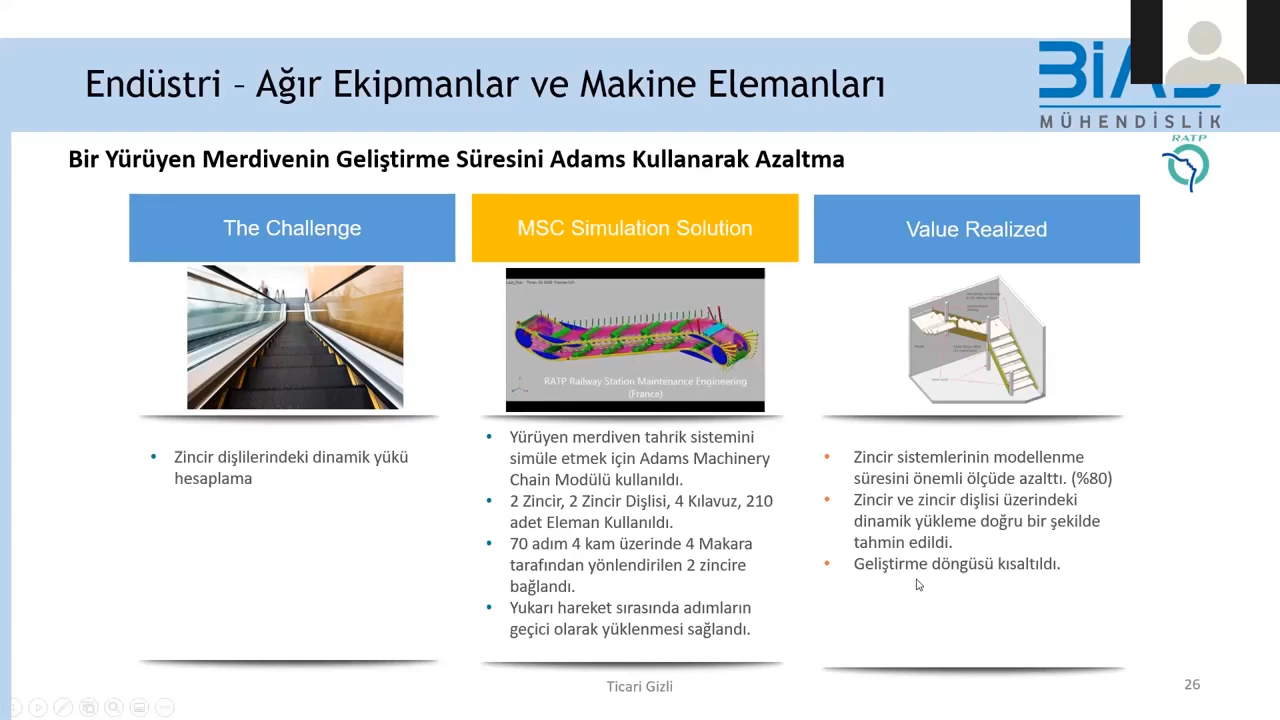 Endüstri – Ağır Ekipmanlar ve Makine Elemanları
MÜHENDİSLİK
RATP
Bir Yürüyen Merdivenin Geliştirme Süresini Adams Kullanarak Azaltma
The Challenge
MSC Simulation Solution
Value Realized
RATP Railway Station Maintenance Engineering
(France)
Zincir dişlilerindeki dinamik yükü
hesaplama
Yürüyen merdiven tahrik sistemini
simüle etmek için Adams Machinery
Chain Modülü kullanıldı.
2 Zincir, 2 Zincir Dişlisi, 4 Kılavuz, 210
adet Eleman Kullanıldı.
70 adım 4 kam üzerinde 4 Makara
tarafından yönlendirilen 2 zincire
bağlandı.
Yukarı hareket sırasında adımların
geçici olarak yüklenmesi sağlandı.
Zincir sistemlerinin modellenme
süresini önemli ölçüde azalttı. (%80)
Zincir ve zincir dişlisi üzerindeki
dinamik yükleme doğru bir şekilde
tahmin edildi.
Geliştirme döngüsü kısaltıldı.
Ticari Gizli
26